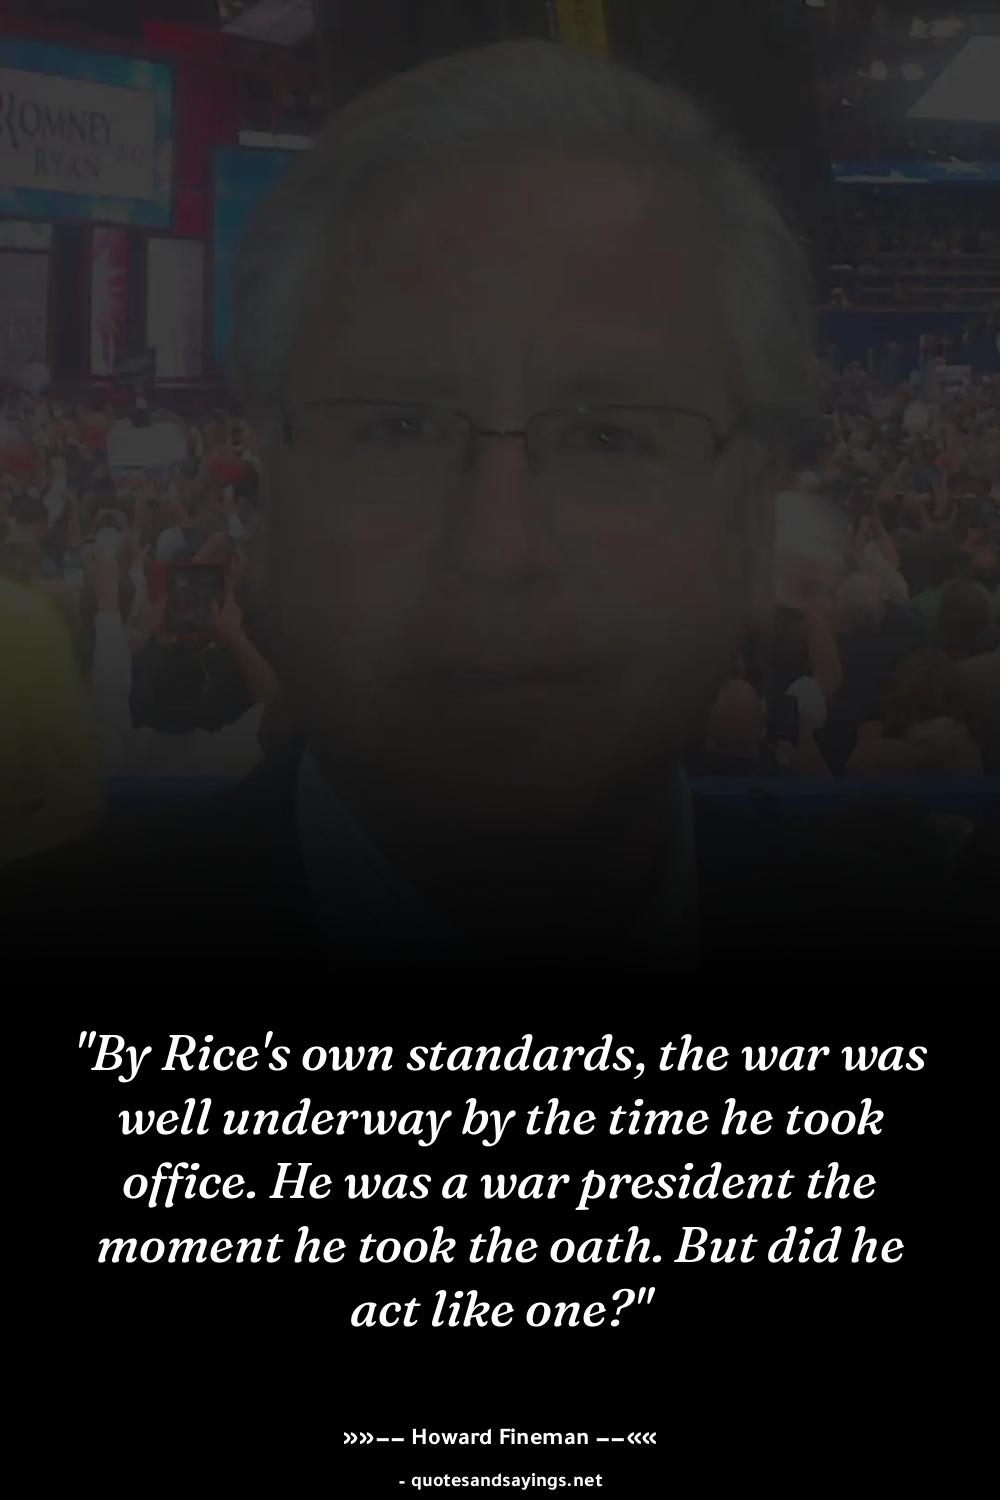 ROMNEY
RYAN
"By Rice's own standards, the war was
well underway by the time he took
office. He was a war president the
moment he took the oath. But did he
act like one?"
»»−− Howard Fineman −−««
- quotesandsayings.net